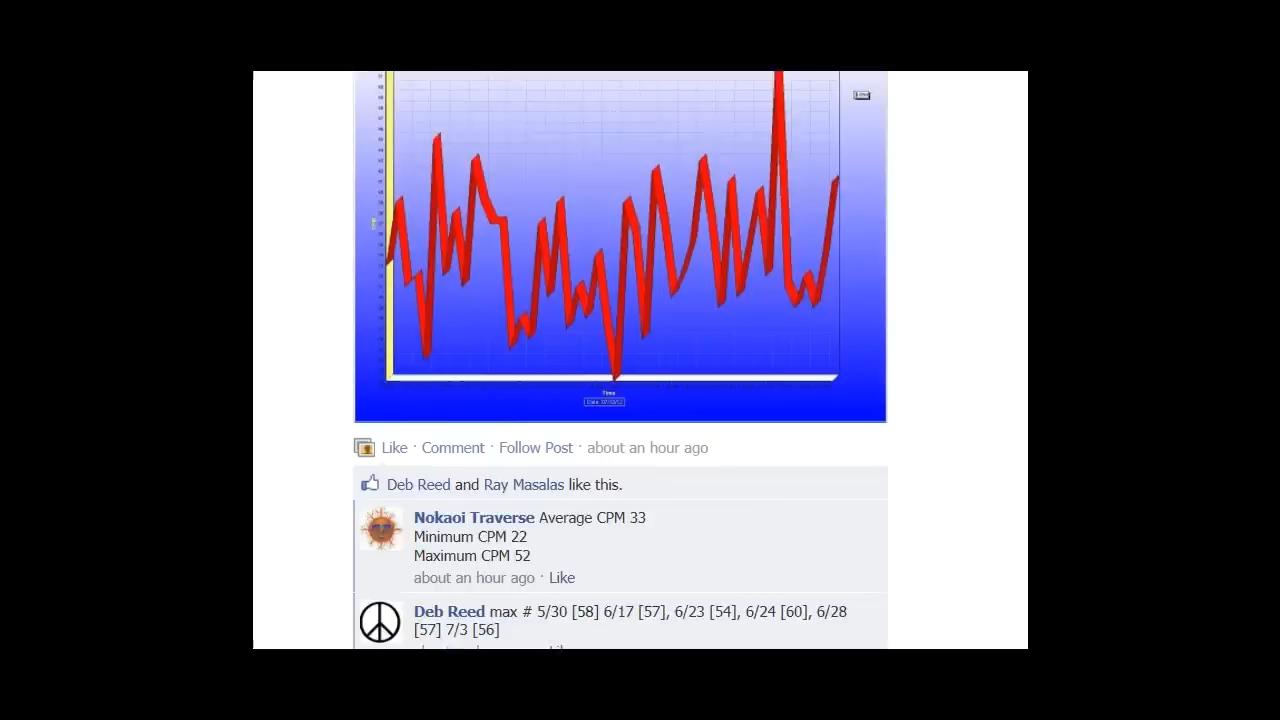 Time
Like · Comment · Follow Post · about an hour ago
Deb Reed and Ray Masalas like this.
Nokaoi Traverse Average CPM 33
Minimum CPM 22
Maximum CPM 52
about an hour ago · Like
Deb Reed max # 5/30 [58] 6/17 [57], 6/23 [54], 6/24 [60], 6/28
[57] 7/3 [56]